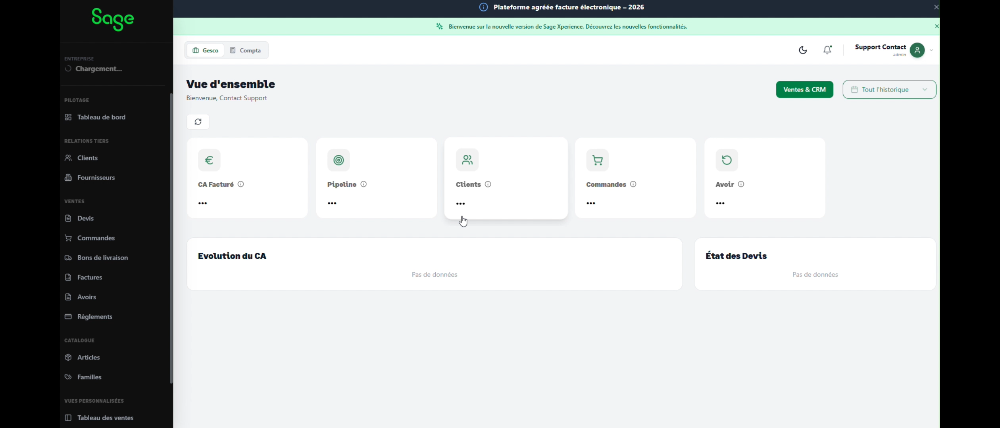 Sage
ENTREPRISE
Chargement...
PILOTAGE
Tableau de bord
RELATIONS TIERS
Clients
Fournisseurs
VENTES
Devis
Commandes
Bons de livraison
Factures
Avoirs
Règlements
CATALOGUE
Articles
Familles
VUES PERSONNALISÉES
Tableau des ventes
Plateforme agréée facture électronique – 2026
Bienvenue sur la nouvelle version de Sage Xperience. Découvrez les nouvelles fonctionnalités.
Gesco Compta
Support Contact
admin
Vue d'ensemble
Bienvenue, Contact Support
Ventes & CRM
Tout l'historique
CA Facturé
...
Pipeline
...
Clients
...
Commandes
...
Avoir
...
Evolution du CA
Pas de données
État des Devis
Pas de données